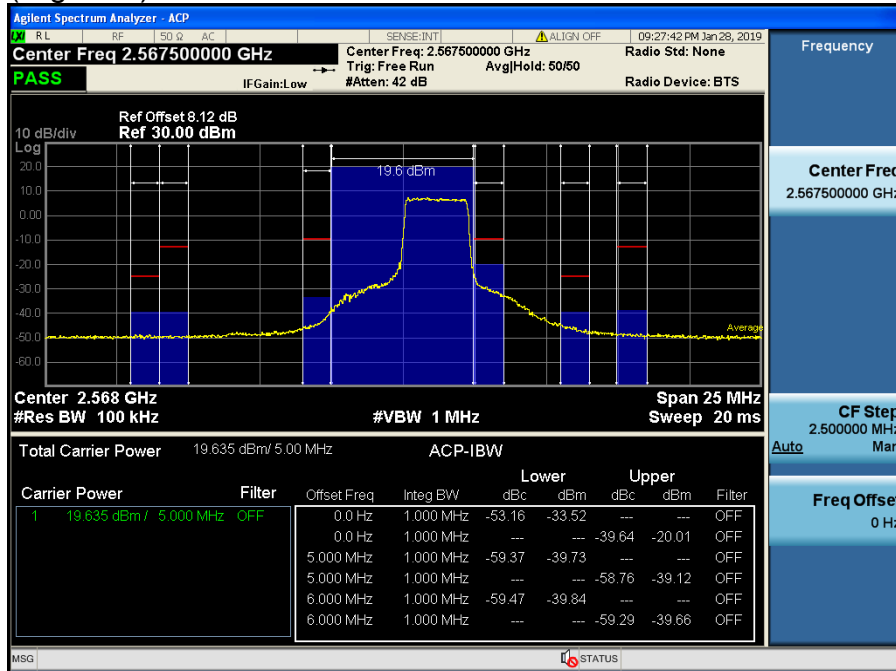 Agilent Spectrum Analyzer - ACP
LXI RL RF 50 Ω AC SENSE:INT ALIGN OFF 09:27:42 PM Jan 28, 2019
Center Freq 2.567500000 GHz
Center Freq: 2.567500000 GHz
Radio Std: None
Trig: Free Run Avg|Hold: 50/50
PASS
IFGain:Low
#Atten: 42 dB
Radio Device: BTS
Ref Offset 8.12 dB
10 dB/div Ref 30.00 dBm
Log
20.0
19.6 dBm
10.0
0.00
-10.0
-20.0
-30.0
-40.0
Average
-50.0
-60.0
Center 2.568 GHz Span 25 MHz
#Res BW 100 kHz #VBW 1 MHz Sweep 20 ms
Total Carrier Power 19.635 dBm/ 5.00 MHz ACP-IBW
Lower Upper
Carrier Power Filter Offset Freq Integ BW dBc dBm dBc dBm Filter
1 19.635 dBm / 5.000 MHz OFF 0.0 Hz 1.000 MHz -53.16 -33.52 --- --- OFF
0.0 Hz 1.000 MHz --- --- -39.64 -20.01 OFF
5.000 MHz 1.000 MHz -59.37 -39.73 --- --- OFF
5.000 MHz 1.000 MHz --- --- -58.76 -39.12 OFF
6.000 MHz 1.000 MHz -59.47 -39.84 --- --- OFF
6.000 MHz 1.000 MHz --- --- -59.29 -39.66 OFF
MSG STATUS
Frequency
Center Freq
2.567500000 GHz
CF Step
2.500000 MHz
Auto Man
Freq Offset
0 Hz